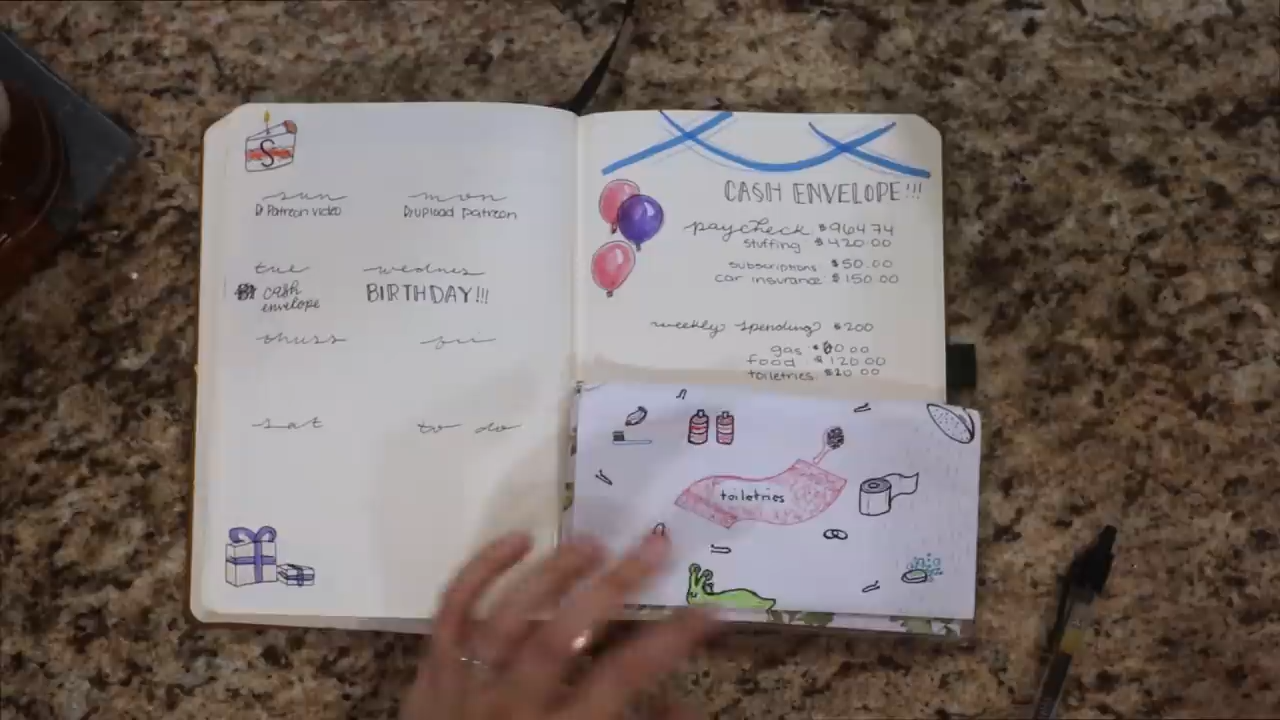 S
sun
mon
Patreon video
upload patreon
tue
wednes
cash
envelope
BIRTHDAY!!!
thurs
fri
sat
to do
CASH ENVELOPE!!!
paycheck $964.74
stuffing $420.00
subscriptions $50.00
car insurance $150.00
weekly spending $200
gas
food $120.00
toiletries $20.00
toiletries